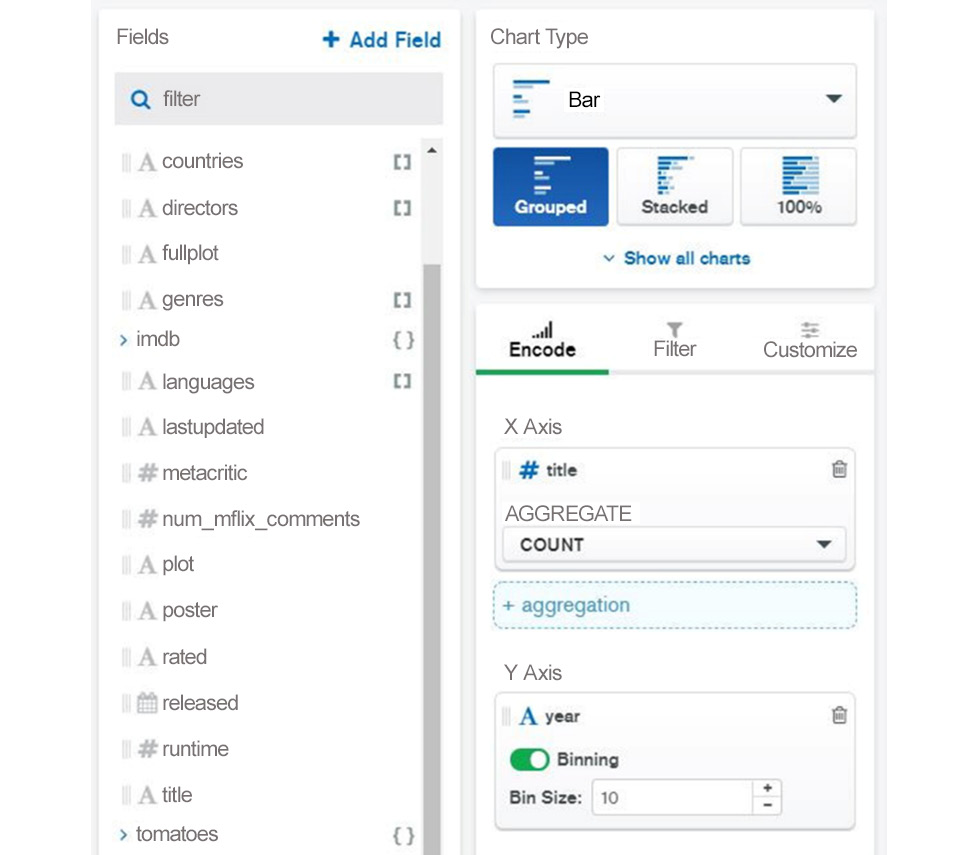 Fields
+ Add Field
filter
A countries [ ]
A directors [ ]
A fullplot
A genres [ ]
> imdb { }
A languages [ ]
A lastupdated
# metacritic
# num_mflix_comments
A plot
A poster
A rated
released
# runtime
A title
> tomatoes { }
Chart Type
Bar
Grouped Stacked 100%
Show all charts
Encode Filter Customize
X Axis
# title
AGGREGATE
COUNT
+ aggregation
Y Axis
A year
Binning
Bin Size: 10 + -